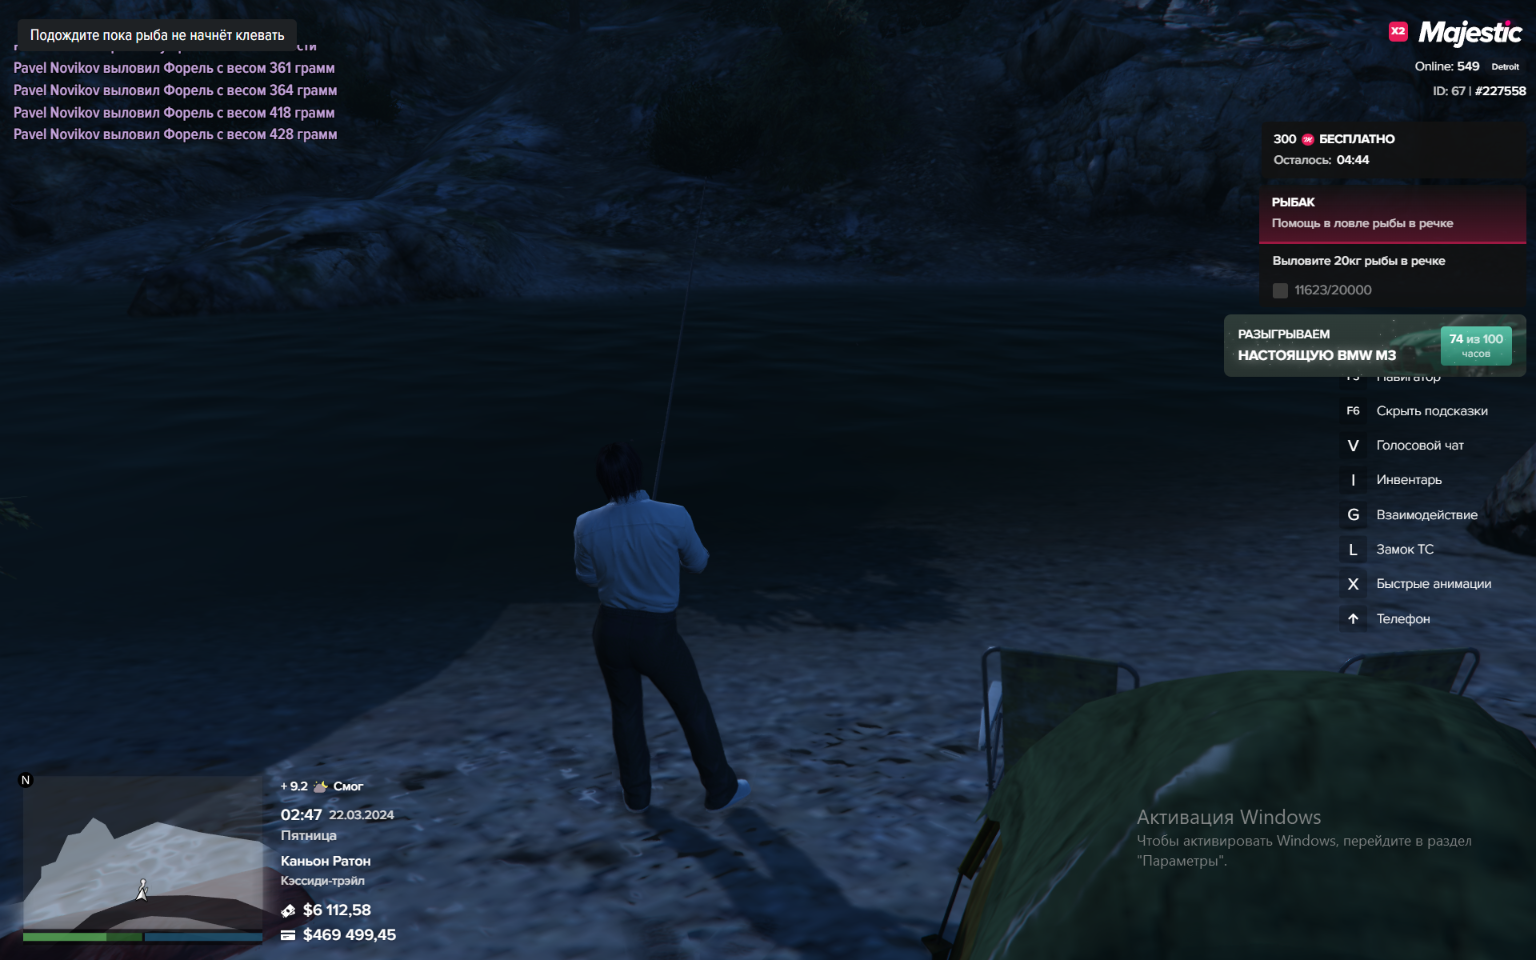 Подождите пока рыба не начнёт клевать
Pavel Novikov выловил Форель с весом 361 грамм
Pavel Novikov выловил Форель с весом 364 грамм
Pavel Novikov выловил Форель с весом 418 грамм
Pavel Novikov выловил Форель с весом 428 грамм
X2 Majestic
Online: 549 Detroit
ID: 67 | #227558
300 БЕСПЛАТНО
Осталось: 04:44
РЫБАК
Помощь в ловле рыбы в речке
Выловите 20кг рыбы в речке
11623/20000
РАЗЫГРЫВАЕМ
НАСТОЯЩУЮ BMW M3
74 из 100
часов
Навигатор
F6 Скрыть подсказки
V Голосовой чат
I Инвентарь
G Взаимодействие
L Замок ТС
X Быстрые анимации
↑ Телефон
N
+ 9.2 Смог
02:47 22.03.2024
Пятница
Каньон Ратон
Кэссиди-трэйл
$6 112,58
$469 499,45
Активация Windows
Чтобы активировать Windows, перейдите в раздел
"Параметры".